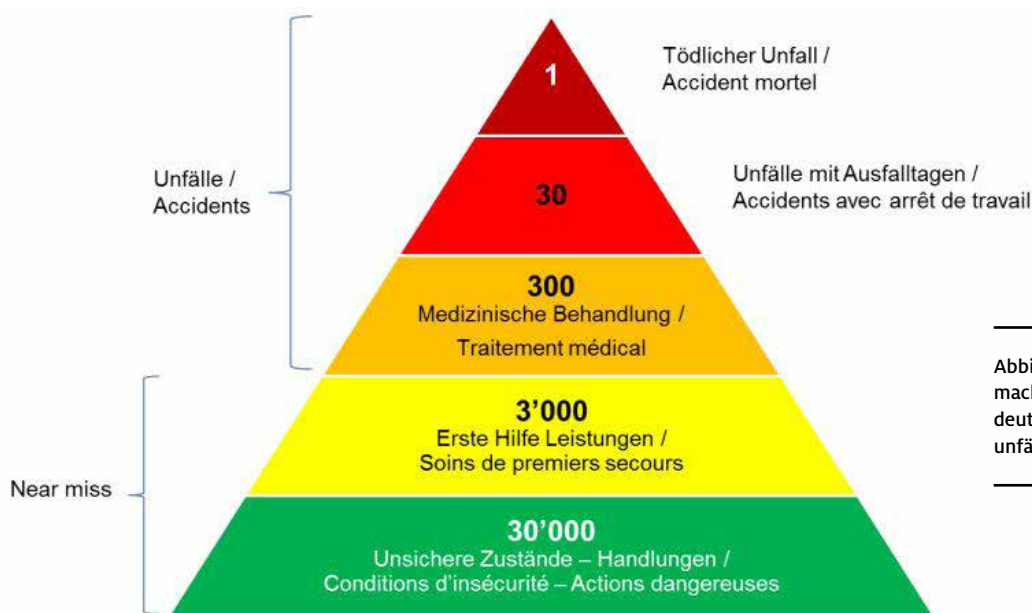 1
Tödlicher Unfall /
Accident mortel
Unfälle /
Accidents
30
Unfälle mit Ausfalltagen /
Accidents avec arrêt de travail
300
Medizinische Behandlung /
Traitement médical
3’000
Erste Hilfe Leistungen /
Soins de premiers secours
Near miss
30’000
Unsichere Zustände – Handlungen /
Conditions d’insécurité – Actions dangereuses